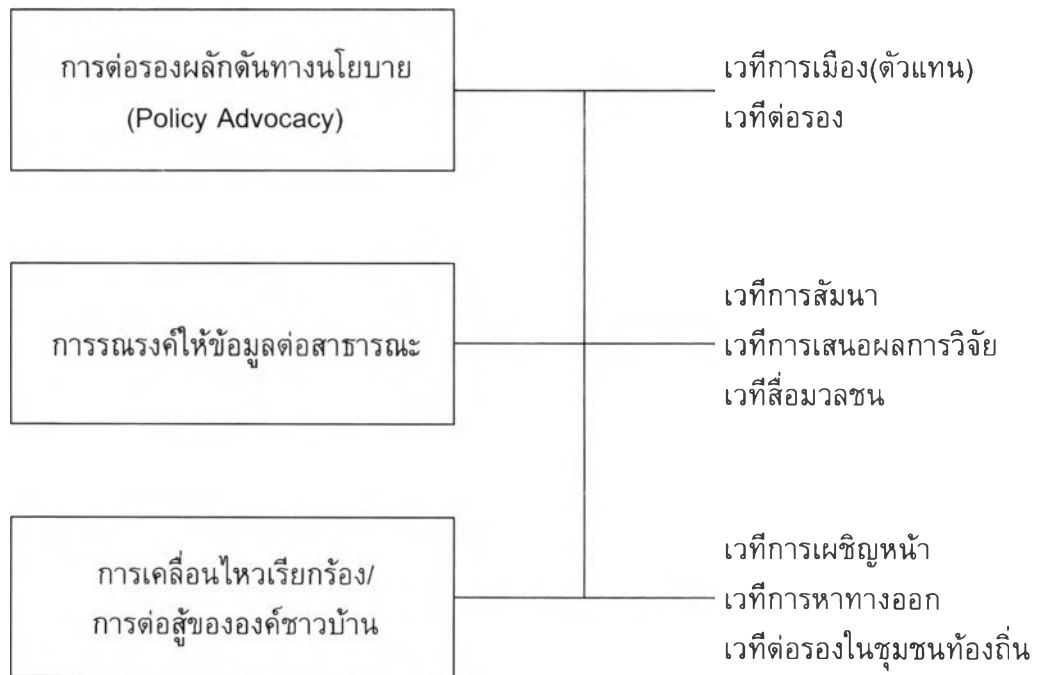 การต่อรองผลักดันทางนโยบาย
(Policy Advocacy)
เวทีการเมือง(ตัวแทน)
เวทีต่อรอง
การรณรงค์ให้ข้อมูลต่อสาธารณะ
เวทีการสัมนา
เวทีการเสนอผลการวิจัย
เวทีสื่อมวลชน
การเคลื่อนไหวเรียกร้อง/
การต่อสู้ขององค์ชาวบ้าน
เวทีการเผชิญหน้า
เวทีการหาทางออก
เวทีต่อรองในชุมชนท้องถิ่น